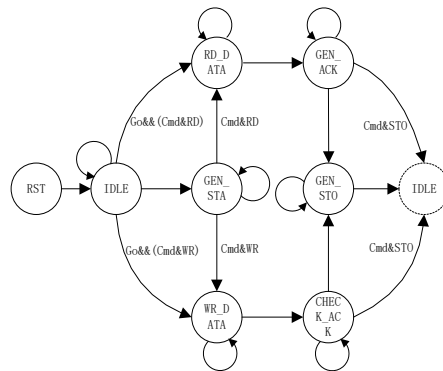 RD_D
ATA
GEN_
ACK
Go&&(Cmd&RD)
Cmd&RD
Cmd&STO
RST
IDLE
GEN_
STA
GEN_
STO
IDLE
Go&&(Cmd&WR)
Cmd&WR
Cmd&STO
WR_D
ATA
CHEC
K_AC
K